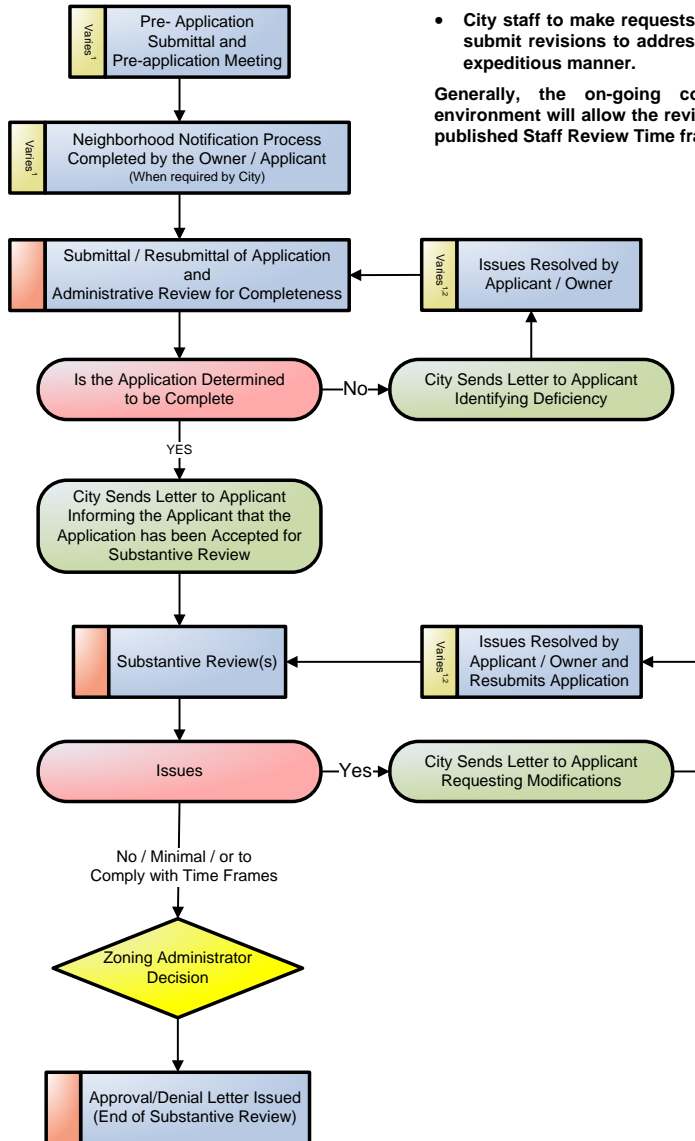 Pre- Application
Submittal and
Pre-application Meeting
Varies1
• City staff to make requests
submit revisions to addres
expeditious manner.
Generally, the on-going co
environment will allow the revi
published Staff Review Time fra
Neighborhood Notification Process
Completed by the Owner / Applicant
(When required by City)
Varies1
Submittal / Resubmittal of Application
and
Administrative Review for Completeness
Issues Resolved by
Applicant / Owner
Varies1,2
Is the Application Determined
to be Complete
No
City Sends Letter to Applicant
Identifying Deficiency
YES
City Sends Letter to Applicant
Informing the Applicant that the
Application has been Accepted for
Substantive Review
Substantive Review(s)
Issues Resolved by
Applicant / Owner and
Resubmits Application
Varies1,2
Issues
Yes
City Sends Letter to Applicant
Requesting Modifications
No / Minimal / or to
Comply with Time Frames
Zoning Administrator
Decision
Approval/Denial Letter Issued
(End of Substantive Review)